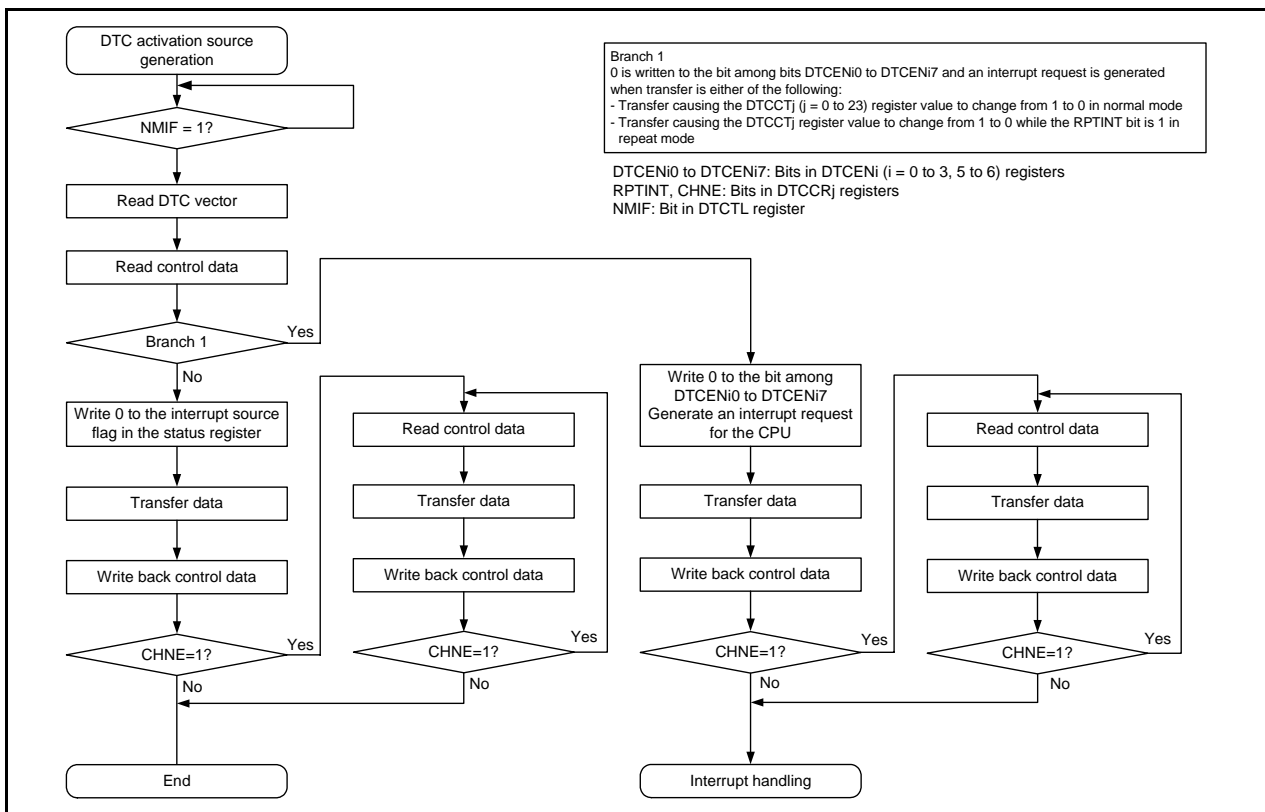 DTC activation source
generation
NMIF = 1?
Read DTC vector
Read control data
Branch 1
Yes
No
Write 0 to the interrupt source
flag in the status register
Transfer data
Write back control data
CHNE=1?
Yes
No
End
Read control data
Transfer data
Write back control data
CHNE=1?
Yes
No
Branch 1
0 is written to the bit among bits DTCENi0 to DTCENi7 and an interrupt request is generated
when transfer is either of the following:
- Transfer causing the DTCCTj (j = 0 to 23) register value to change from 1 to 0 in normal mode
- Transfer causing the DTCCTj register value to change from 1 to 0 while the RPTINT bit is 1 in
repeat mode
DTCENi0 to DTCENi7: Bits in DTCENi (i = 0 to 3, 5 to 6) registers
RPTINT, CHNE: Bits in DTCCRj registers
NMIF: Bit in DTCTL register
Write 0 to the bit among
DTCENi0 to DTCENi7
Generate an interrupt request
for the CPU
Transfer data
Write back control data
CHNE=1?
Yes
No
Interrupt handling
Read control data
Transfer data
Write back control data
CHNE=1?
Yes
No